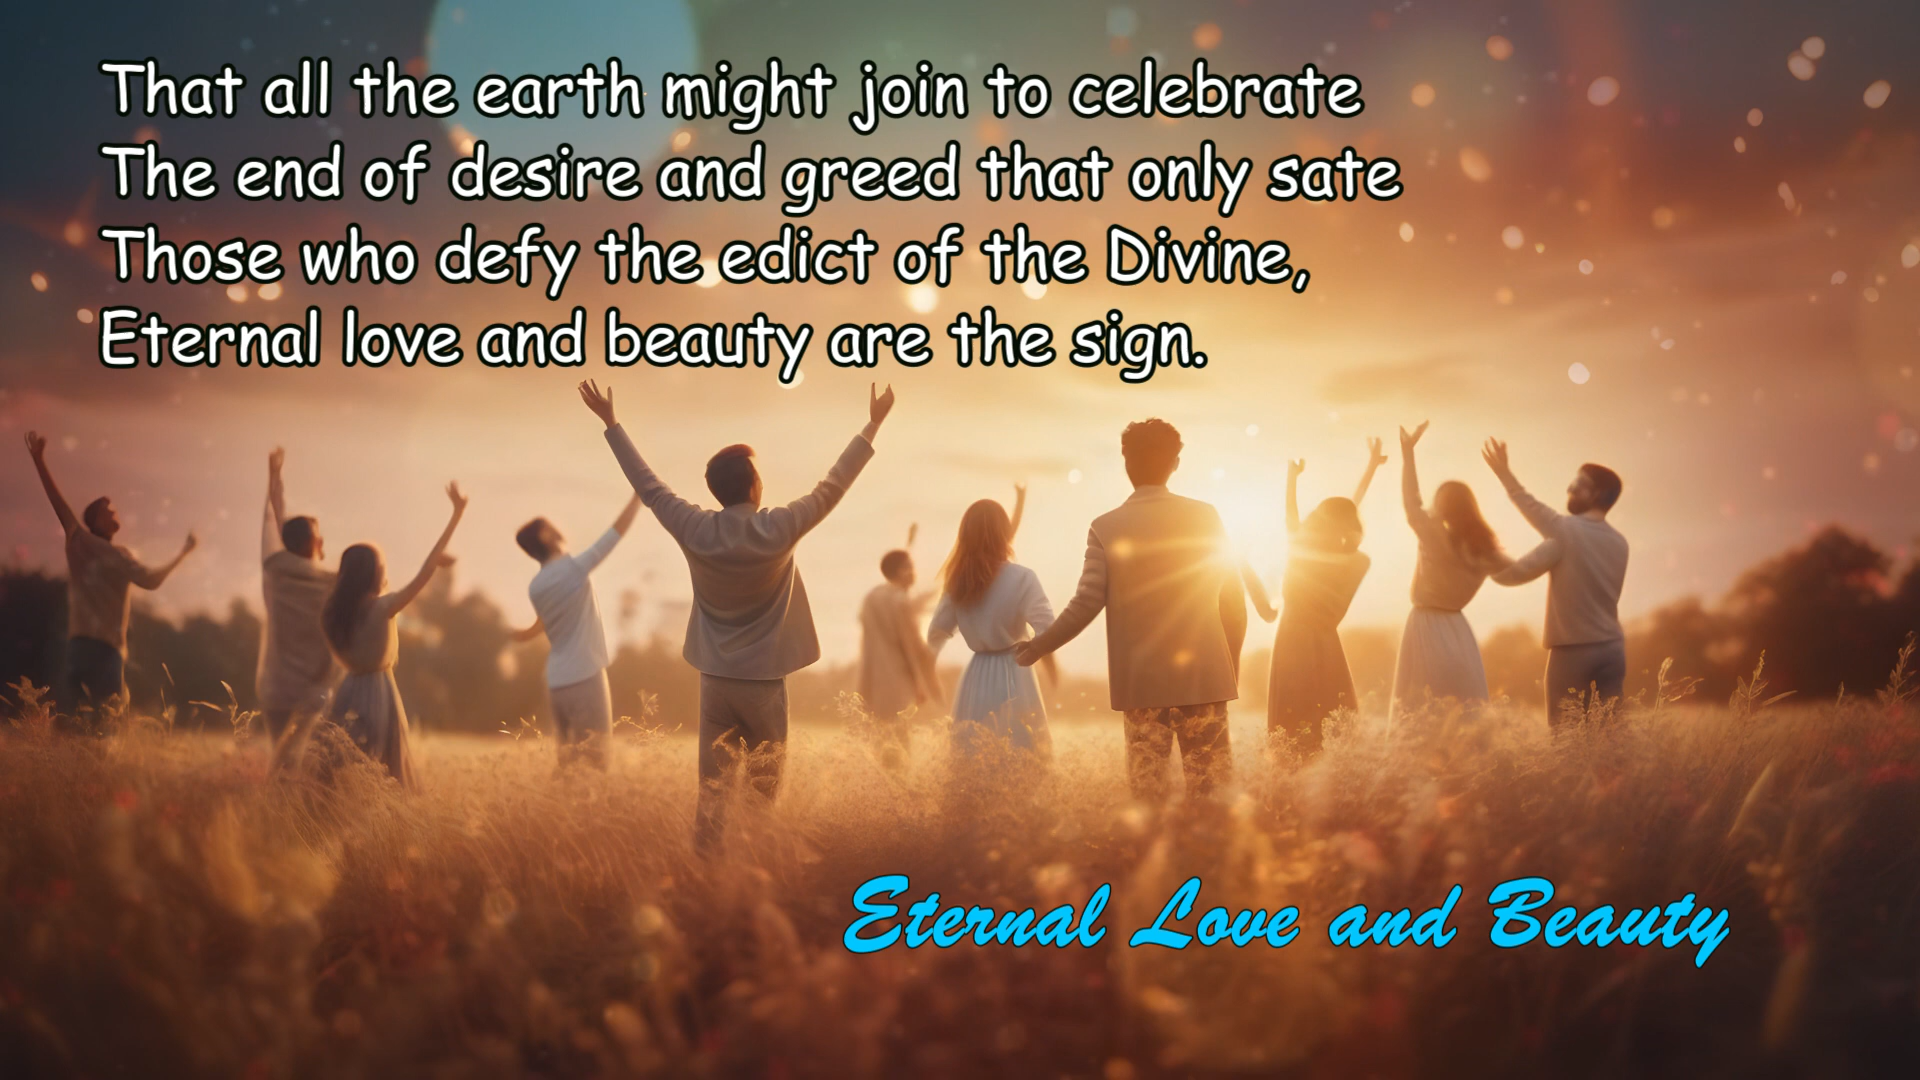 That all the earth might join to celebrate
The end of desire and greed that only sate
Those who defy the edict of the Divine,
Eternal love and beauty are the sign.
Eternal Love and Beauty